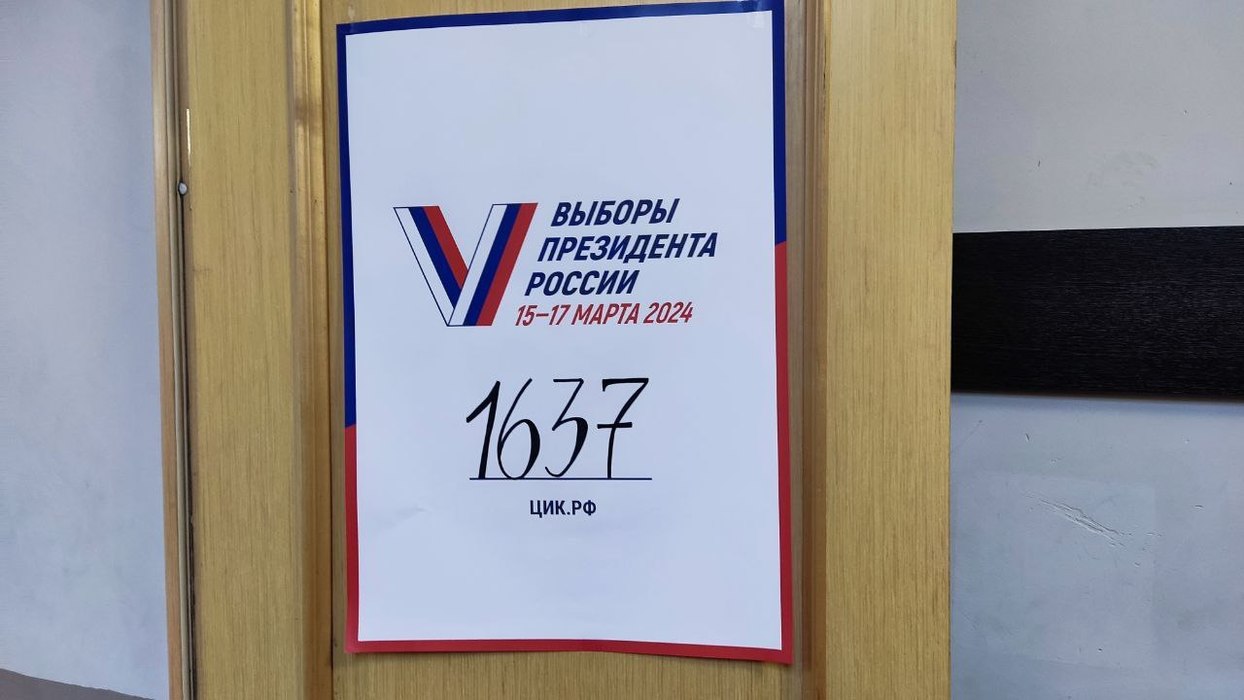 ВЫБОРЫ
ПРЕЗИДЕНТА
РОССИИ
15–17 МАРТА 2024
1637
ЦИК.РФ